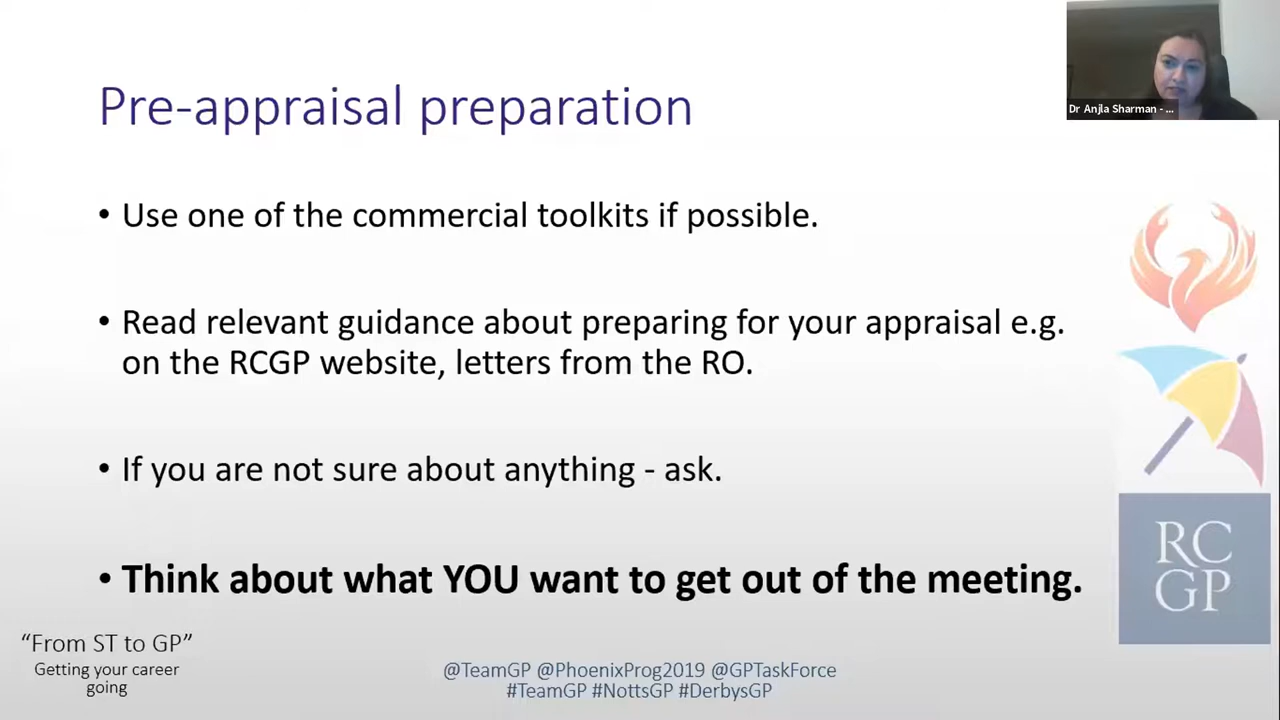 Pre-appraisal preparation
Dr Anjla Sharman - ...
• Use one of the commercial toolkits if possible.
• Read relevant guidance about preparing for your appraisal e.g.
on the RCGP website, letters from the RO.
• If you are not sure about anything - ask.
• Think about what YOU want to get out of the meeting.
RC
GP
“From ST to GP”
Getting your career
going
@TeamGP @PhoenixProg2019 @GPTaskForce
#TeamGP #NottsGP #DerbysGP